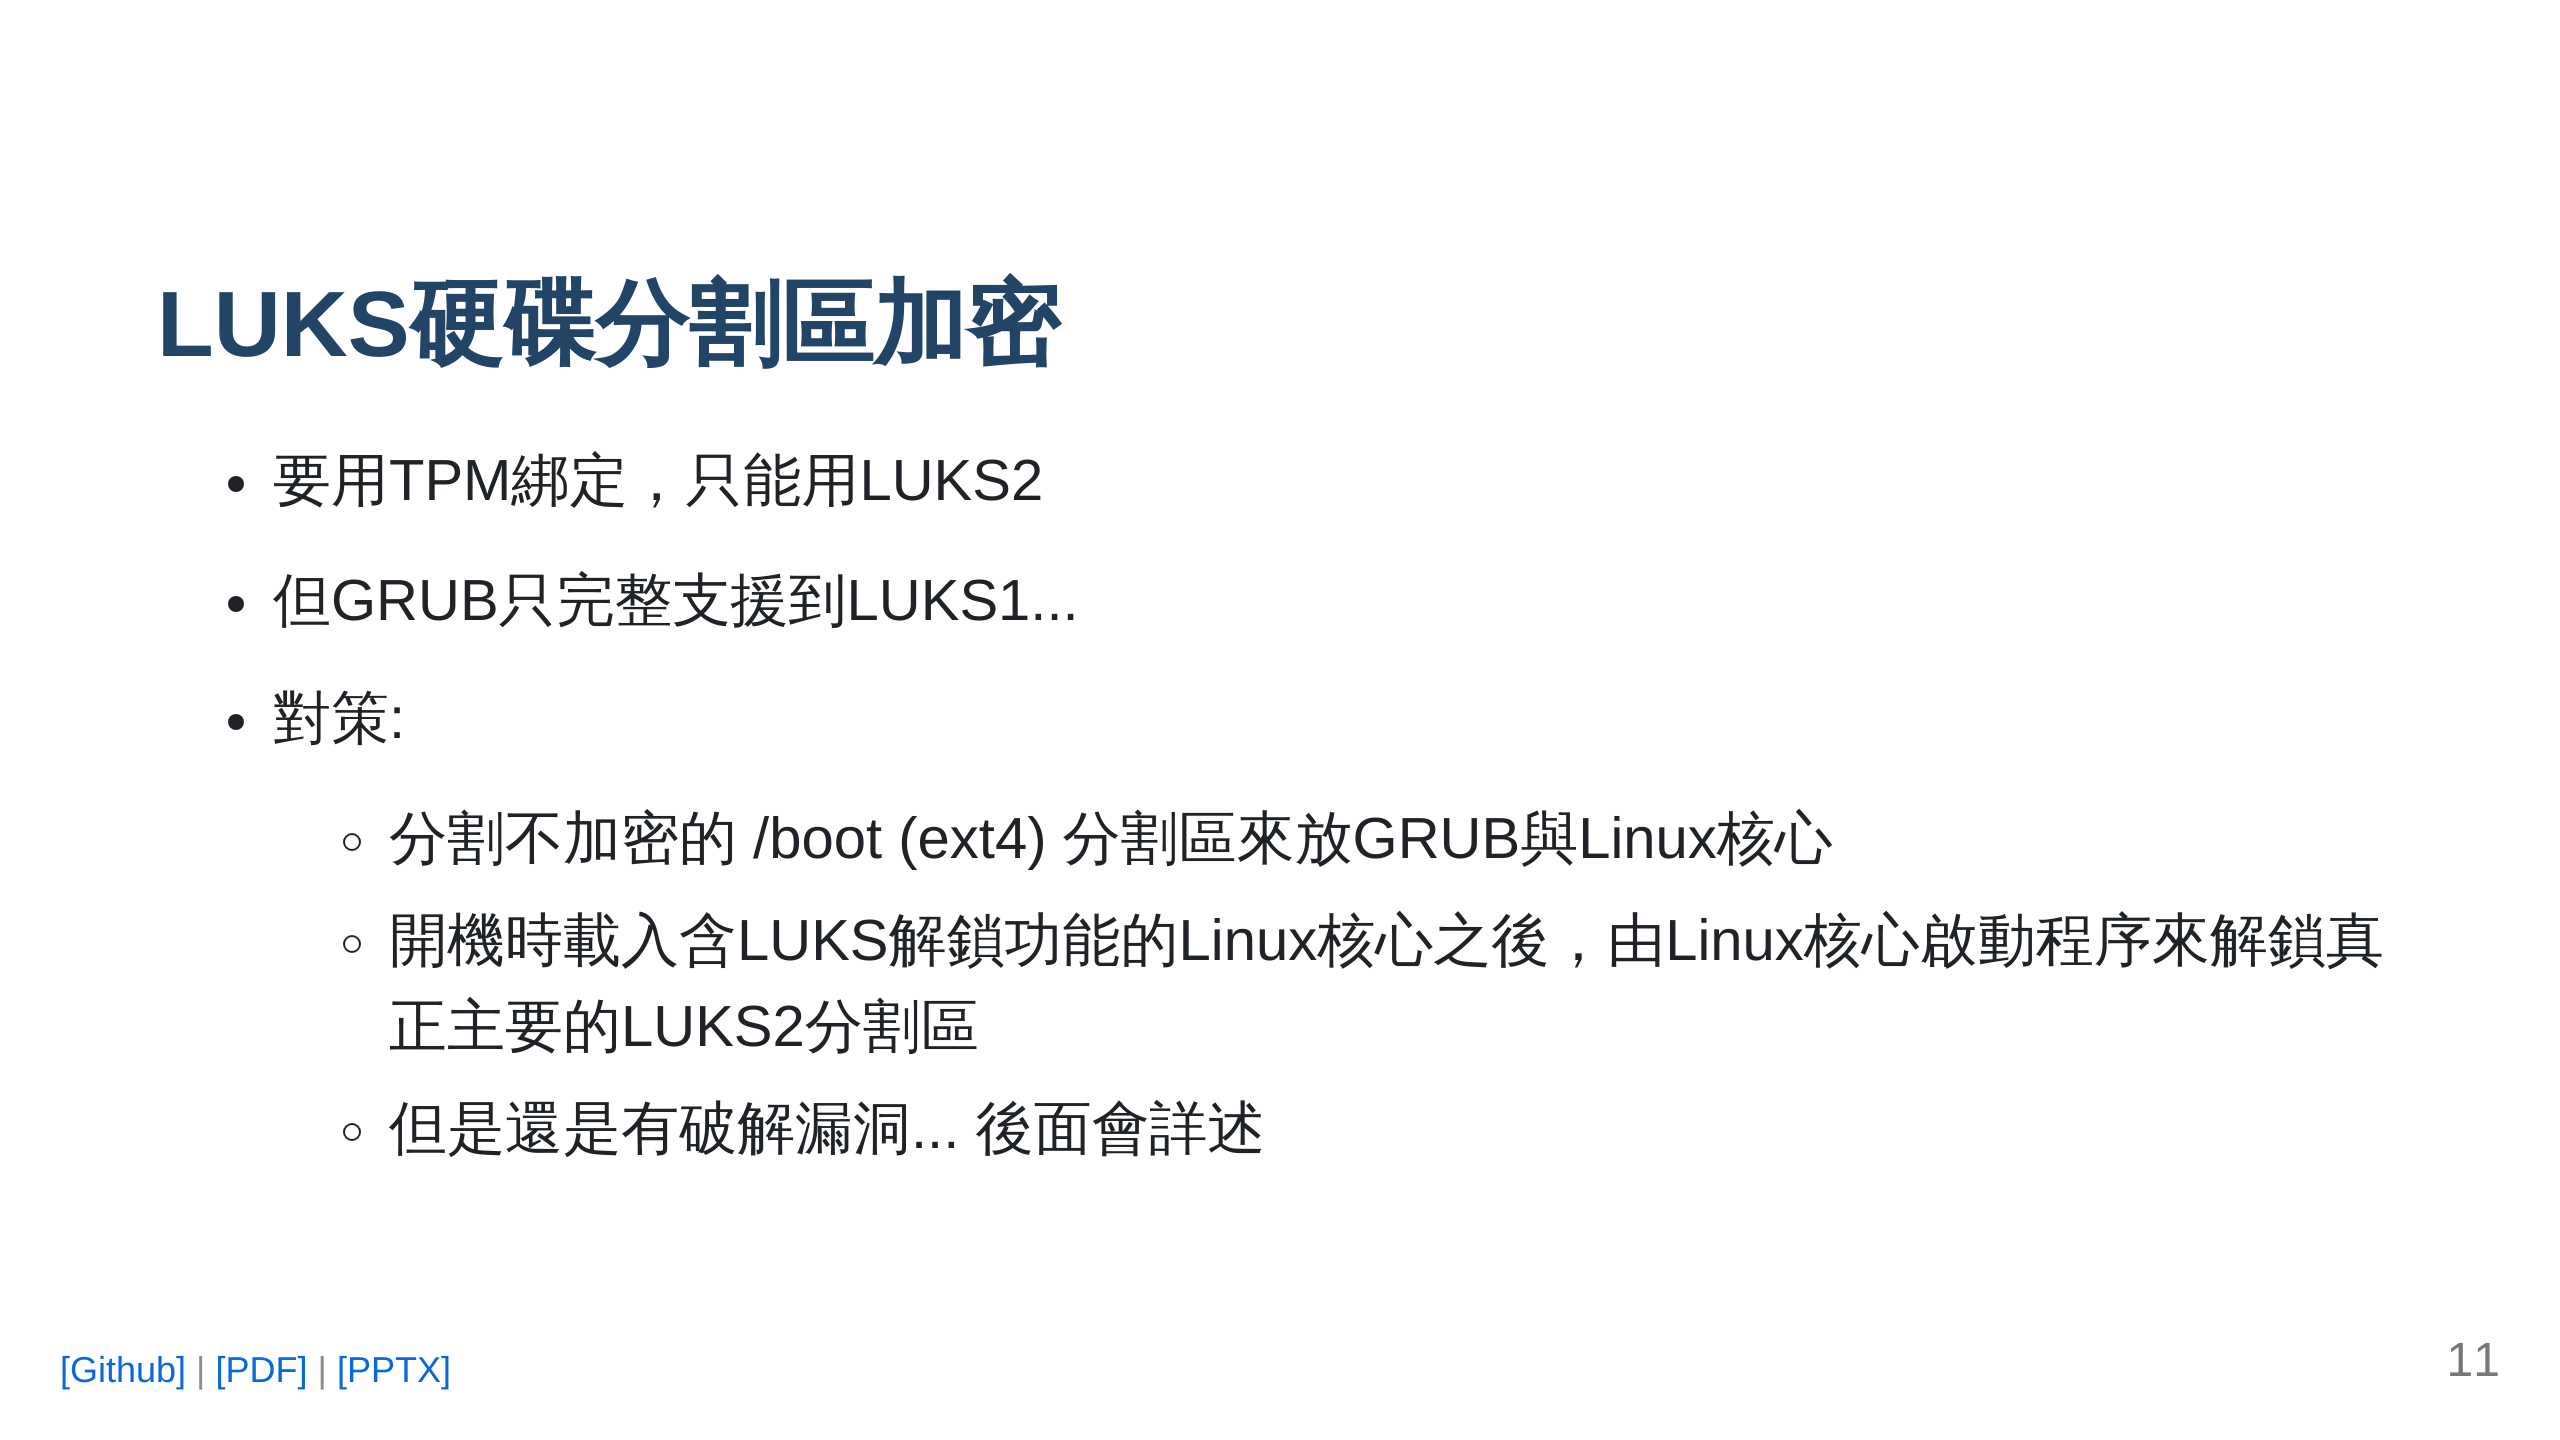 LUKS硬碟分割區加密
要用TPM綁定，只能用LUKS2
但GRUB只完整支援到LUKS1...
對策:
分割不加密的 /boot (ext4) 分割區來放GRUB與Linux核心
開機時載入含LUKS解鎖功能的Linux核心之後，由Linux核心啟動程序來解鎖真
正主要的LUKS2分割區
但是還是有破解漏洞... 後面會詳述
[Github] | [PDF] | [PPTX]
11